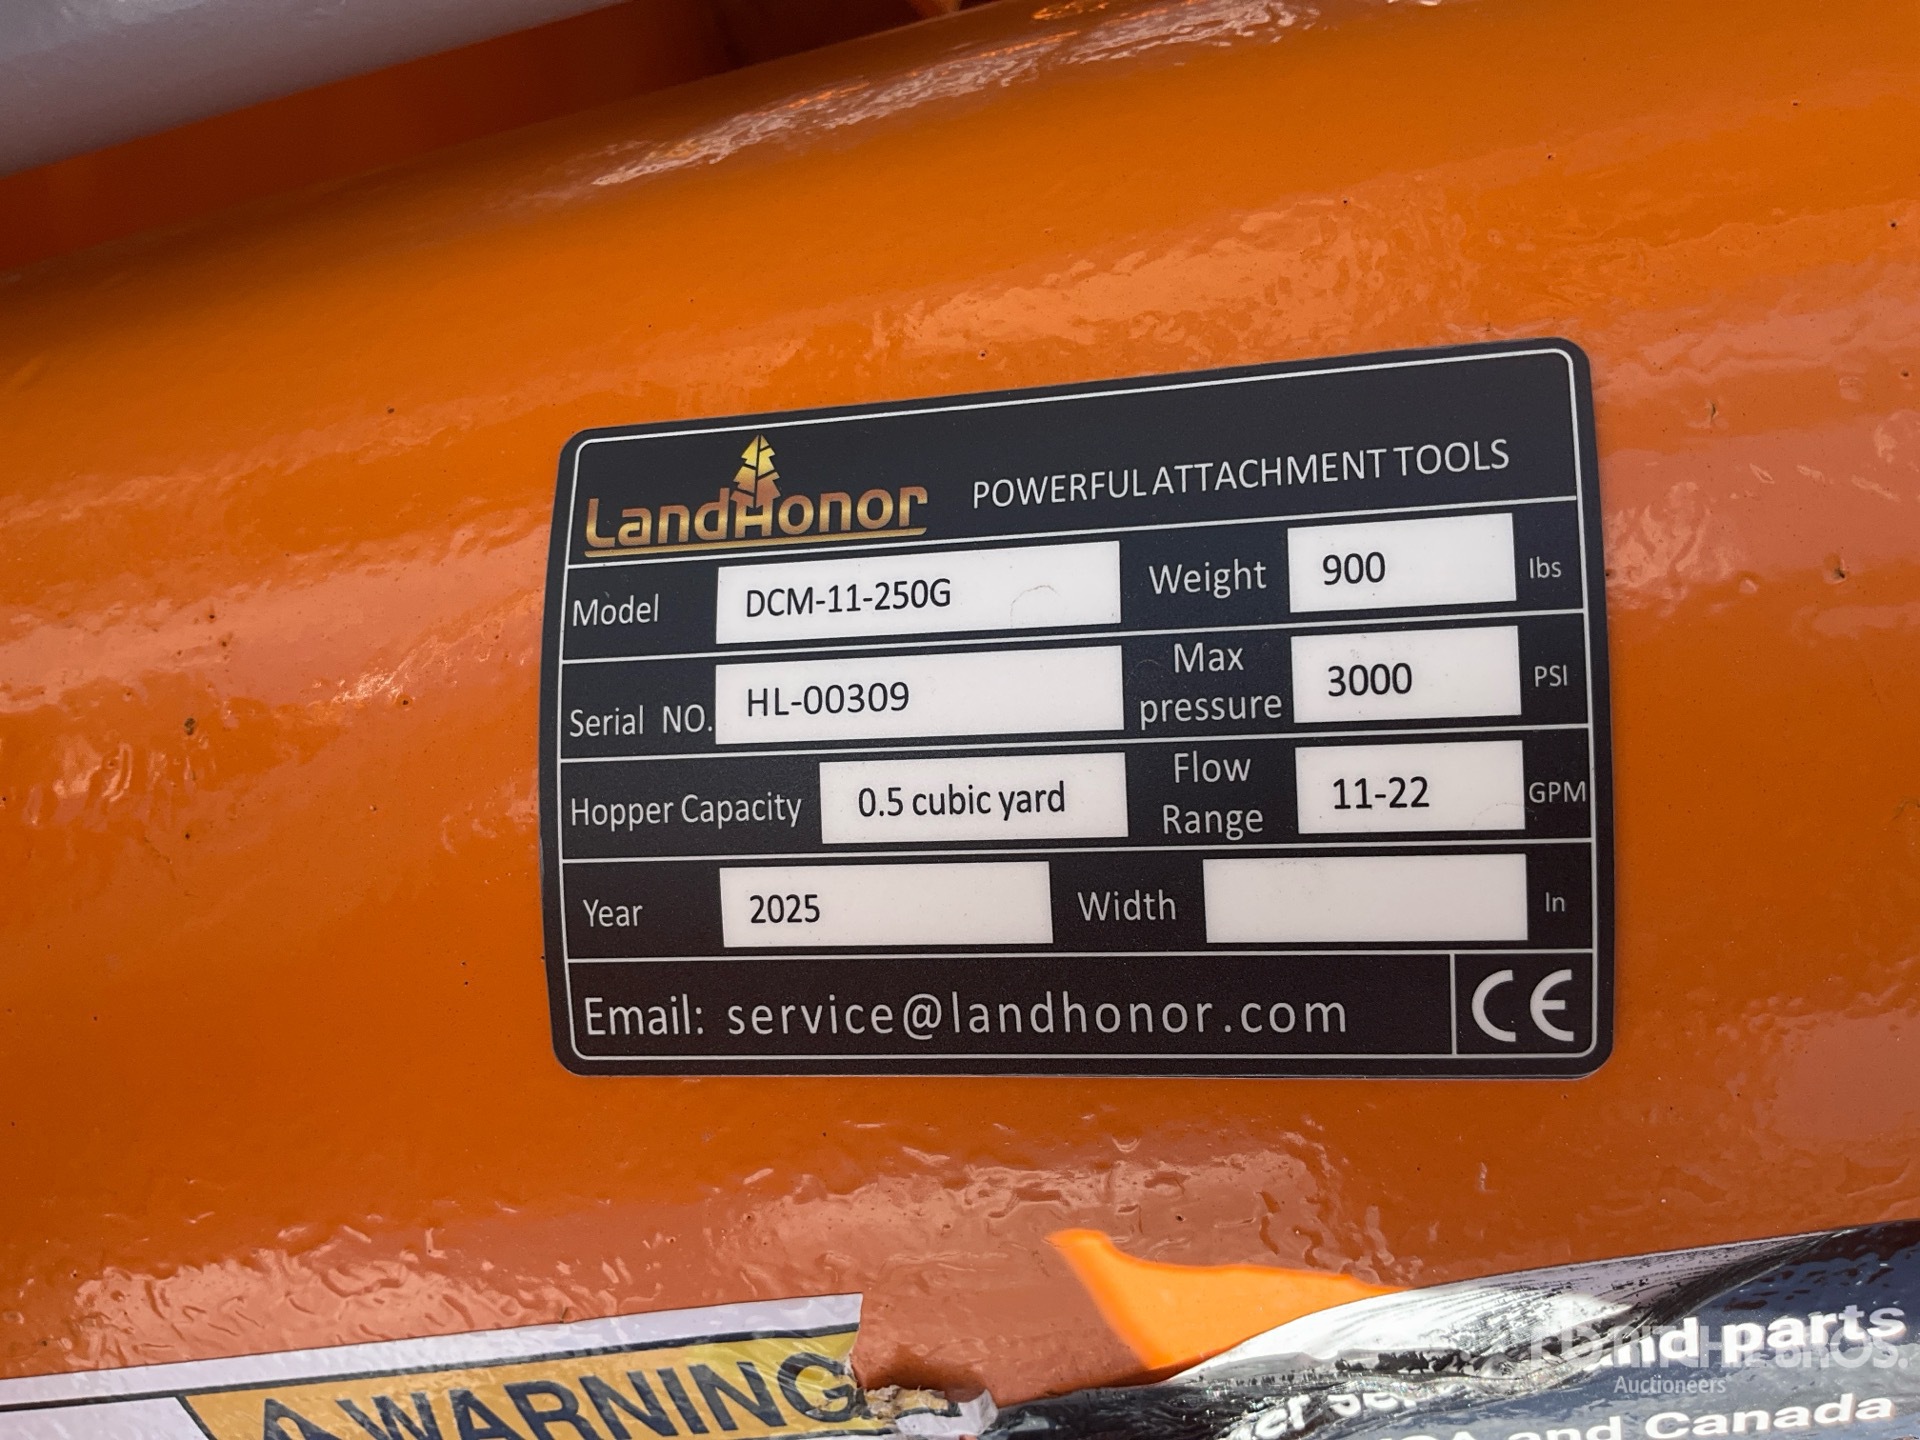 LandHonor POWERFUL ATTACHMENT TOOLS
Model DCM-11-250G Weight 900 lbs
Serial NO. HL-00309 Max pressure 3000 PSI
Hopper Capacity 0.5 cubic yard Flow Range 11-22 GPM
Year 2025 Width In
Email: service@landhonor.com CE
WARNING
and parts
RITCHIE BROS.
Auctioneers
and Canada